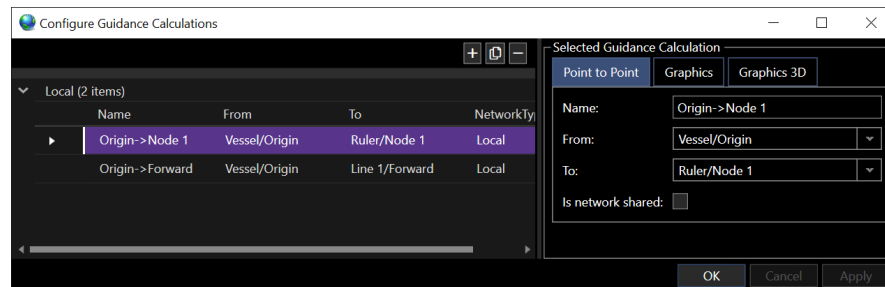 Configure Guidance Calculations
Local (2 items)
Name From To NetworkTy
Origin->Node 1 Vessel/Origin Ruler/Node 1 Local
Origin->Forward Vessel/Origin Line 1/Forward Local
Selected Guidance Calculation
Point to Point Graphics Graphics 3D
Name: Origin->Node 1
From: Vessel/Origin
To: Ruler/Node 1
Is network shared:
OK Cancel Apply